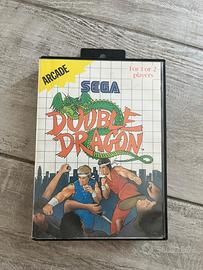 ARCADE
For 1 or 2
players
SEGA
DOUBLE
DRAGON